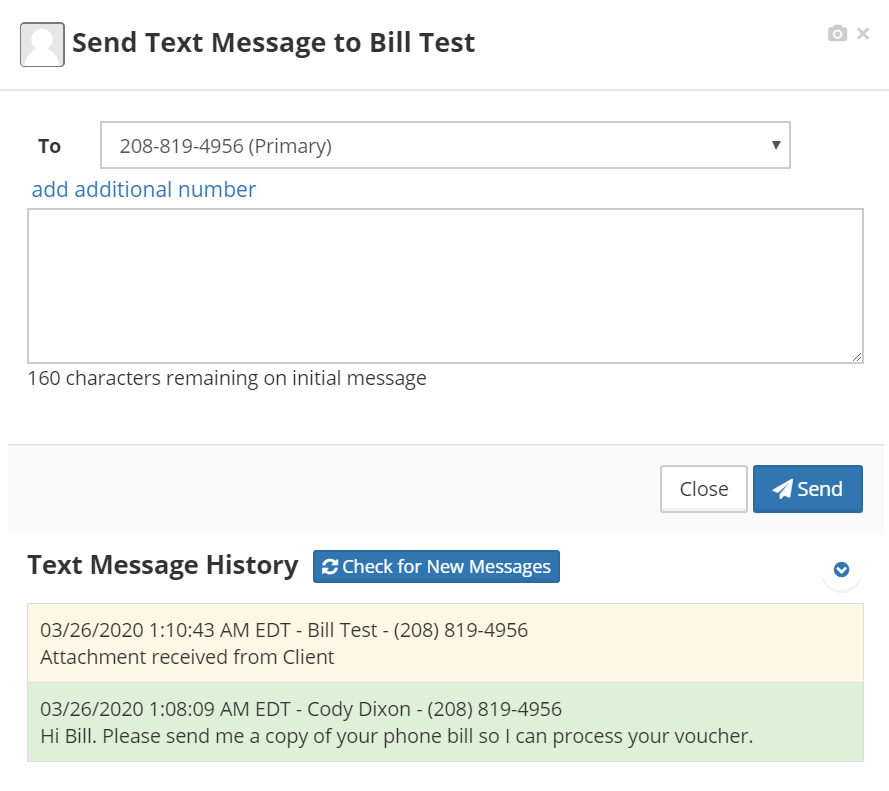 Send Text Message to Bill Test
To
208-819-4956 (Primary)
add additional number
160 characters remaining on initial message
Close
Send
Text Message History
Check for New Messages
03/26/2020 1:10:43 AM EDT - Bill Test - (208) 819-4956
Attachment received from Client
03/26/2020 1:08:09 AM EDT - Cody Dixon - (208) 819-4956
Hi Bill. Please send me a copy of your phone bill so I can process your voucher.